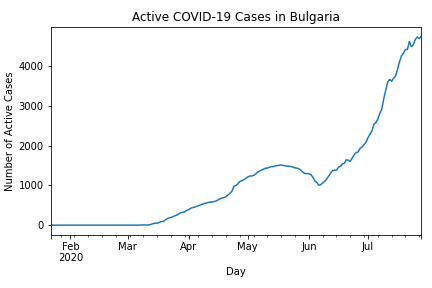 Active COVID-19 Cases in Bulgaria
Number of Active Cases
4000
3000
2000
1000
0
Feb Mar Apr May Jun Jul
2020
Day